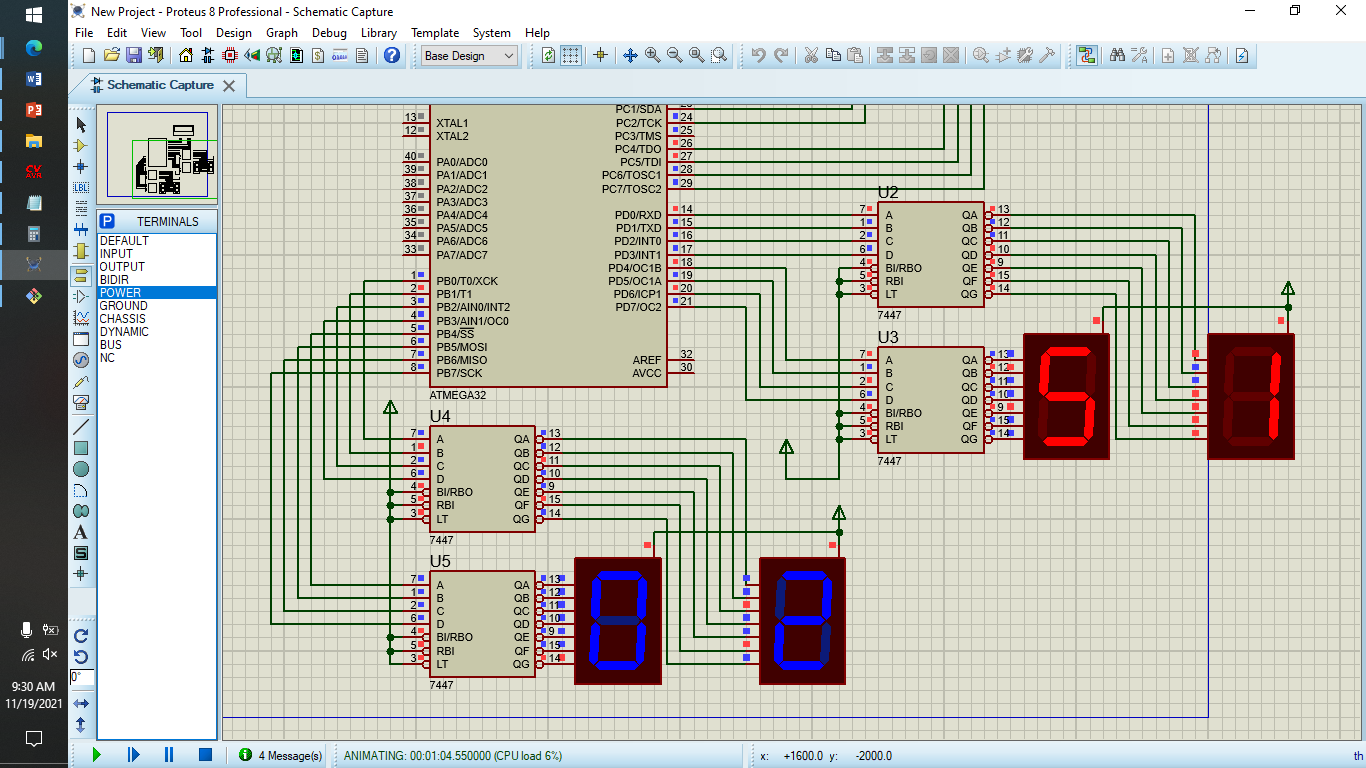 New Project - Proteus 8 Professional - Schematic Capture
File Edit View Tool Design Graph Debug Library Template System Help
Base Design
Schematic Capture
TERMINALS
DEFAULT
INPUT
OUTPUT
BIDIR
POWER
GROUND
CHASSIS
DYNAMIC
BUS
NC
LBL
0°
13 XTAL1
12 XTAL2
40 PA0/ADC0
39 PA1/ADC1
38 PA2/ADC2
37 PA3/ADC3
36 PA4/ADC4
35 PA5/ADC5
34 PA6/ADC6
33 PA7/ADC7
1 PB0/T0/XCK
2 PB1/T1
3 PB2/AIN0/INT2
4 PB3/AIN1/OC0
5 PB4/SS
6 PB5/MOSI
7 PB6/MISO
8 PB7/SCK
PC1/SDA
PC2/TCK 24
PC3/TMS 25
PC4/TDO 26
PC5/TDI 27
PC6/TOSC1 28
PC7/TOSC2 29
PD0/RXD 14
PD1/TXD 15
PD2/INT0 16
PD3/INT1 17
PD4/OC1B 18
PD5/OC1A 19
PD6/ICP1 20
PD7/OC2 21
AREF 32
AVCC 30
ATMEGA32
U2
7 A QA 13
1 B QB 12
2 C QC 11
6 D QD 10
4 BI/RBO QE 9
5 RBI QF 15
3 LT QG 14
7447
U3
7 A QA 13
1 B QB 12
2 C QC 11
6 D QD 10
4 BI/RBO QE 9
5 RBI QF 15
3 LT QG 14
7447
5 1
U4
7 A QA 13
1 B QB 12
2 C QC 11
6 D QD 10
4 BI/RBO QE 9
5 RBI QF 15
3 LT QG 14
7447
U5
7 A QA 13
1 B QB 12
2 C QC 11
6 D QD 10
4 BI/RBO QE 9
5 RBI QF 15
3 LT QG 14
7447
0
9:30 AM
11/19/2021
4 Message(s)
ANIMATING: 00:01:04.550000 (CPU load 6%)
x: +1600.0 y: -2000.0
th